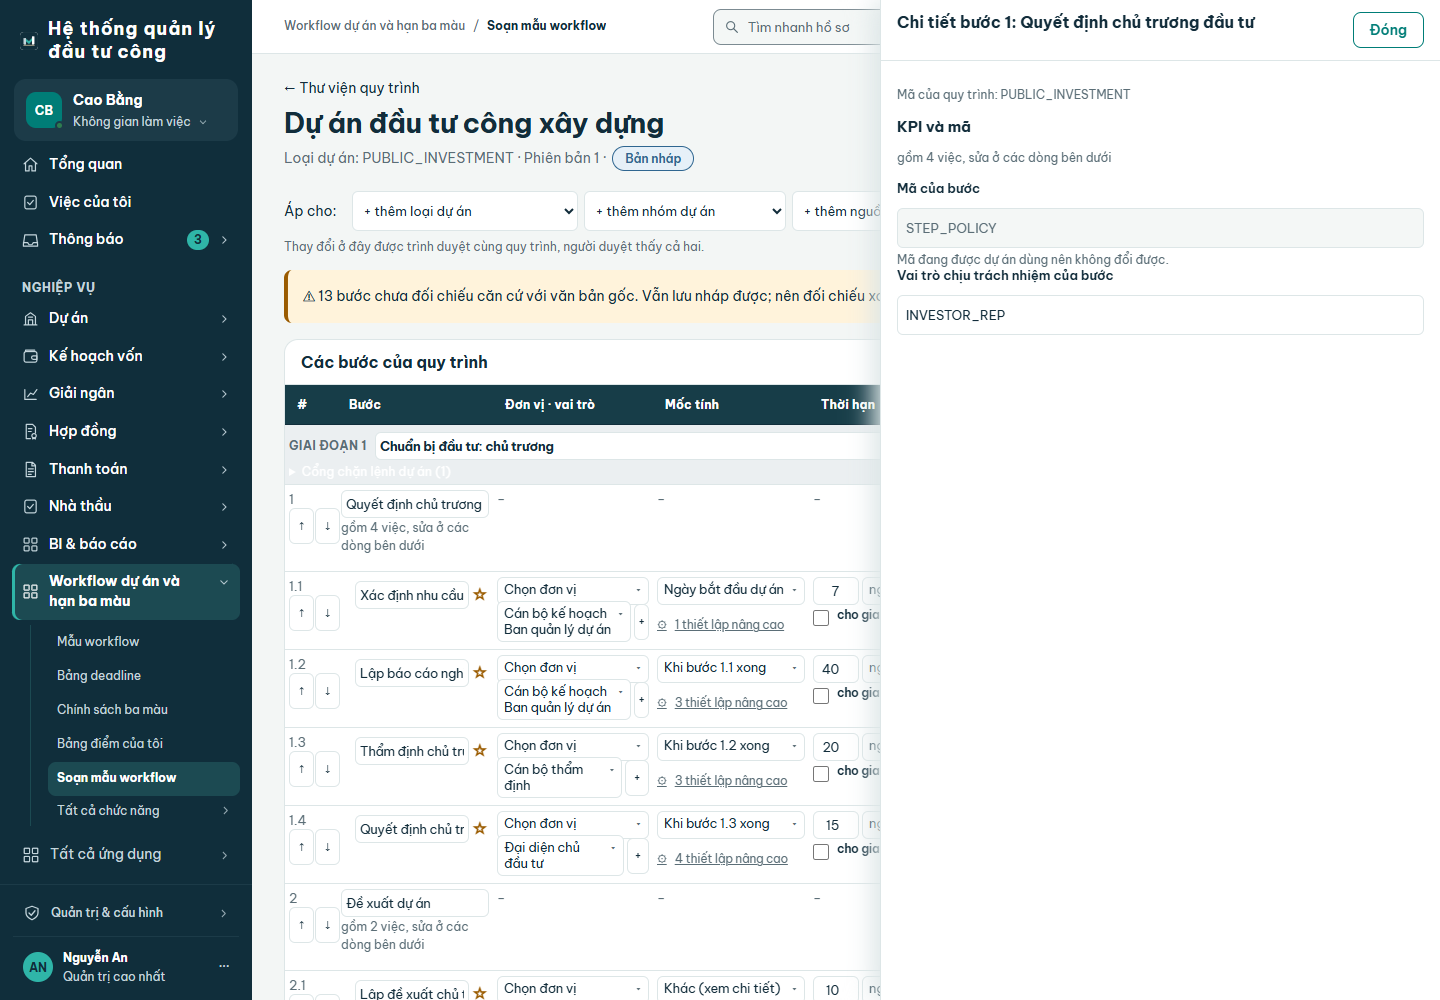 Hệ thống quản lý
đầu tư công
CB
Cao Bằng
Không gian làm việc
Tổng quan
Việc của tôi
Thông báo
3
NGHIỆP VỤ
Dự án
Kế hoạch vốn
Giải ngân
Hợp đồng
Thanh toán
Nhà thầu
BI & báo cáo
Workflow dự án và
hạn ba màu
Mẫu workflow
Bảng deadline
Chính sách ba màu
Bảng điểm của tôi
Soạn mẫu workflow
Tất cả chức năng
Tất cả ứng dụng
Quản trị & cấu hình
AN
Nguyễn An
Quản trị cao nhất
...
Workflow dự án và hạn ba màu / Soạn mẫu workflow
Tìm nhanh hồ sơ
← Thư viện quy trình
Dự án đầu tư công xây dựng
Loại dự án: PUBLIC_INVESTMENT · Phiên bản 1 · Bản nháp
Áp cho: + thêm loại dự án + thêm nhóm dự án + thêm nguồ
Thay đổi ở đây được trình duyệt cùng quy trình, người duyệt thấy cả hai.
⚠ 13 bước chưa đối chiếu căn cứ với văn bản gốc. Vẫn lưu nháp được; nên đối chiếu
Các bước của quy trình
# Bước Đơn vị · vai trò Mốc tính Thời hạn
GIAI ĐOẠN 1 Chuẩn bị đầu tư: chủ trương
▸ Cổng chặn lệnh dự án (1)
1 Quyết định chủ trương – – –
↑ ↓
gồm 4 việc, sửa ở các
dòng bên dưới
1.1 Xác định nhu cầu ☆ Chọn đơn vị Ngày bắt đầu dự án 7
↑ ↓ Cán bộ kế hoạch
Ban quản lý dự án + ⚙ 1 thiết lập nâng cao cho gia
1.2 Lập báo cáo ngh ☆ Chọn đơn vị Khi bước 1.1 xong 40
↑ ↓ Cán bộ kế hoạch
Ban quản lý dự án + ⚙ 3 thiết lập nâng cao cho gia
1.3 Thẩm định chủ trư ☆ Chọn đơn vị Khi bước 1.2 xong 20
↑ ↓ Cán bộ thẩm
định + ⚙ 3 thiết lập nâng cao cho gia
1.4 Quyết định chủ tr ☆ Chọn đơn vị Khi bước 1.3 xong 15
↑ ↓ Đại diện chủ
đầu tư + ⚙ 4 thiết lập nâng cao cho gia
2 Đề xuất dự án – – –
↑ ↓
gồm 2 việc, sửa ở các
dòng bên dưới
2.1 Lập đề xuất chủ t ☆ Chọn đơn vị Khác (xem chi tiết) 10
Chi tiết bước 1: Quyết định chủ trương đầu tư
Đóng
Mã của quy trình: PUBLIC_INVESTMENT
KPI và mã
gồm 4 việc, sửa ở các dòng bên dưới
Mã của bước
STEP_POLICY
Mã đang được dự án dùng nên không đổi được.
Vai trò chịu trách nhiệm của bước
INVESTOR_REP